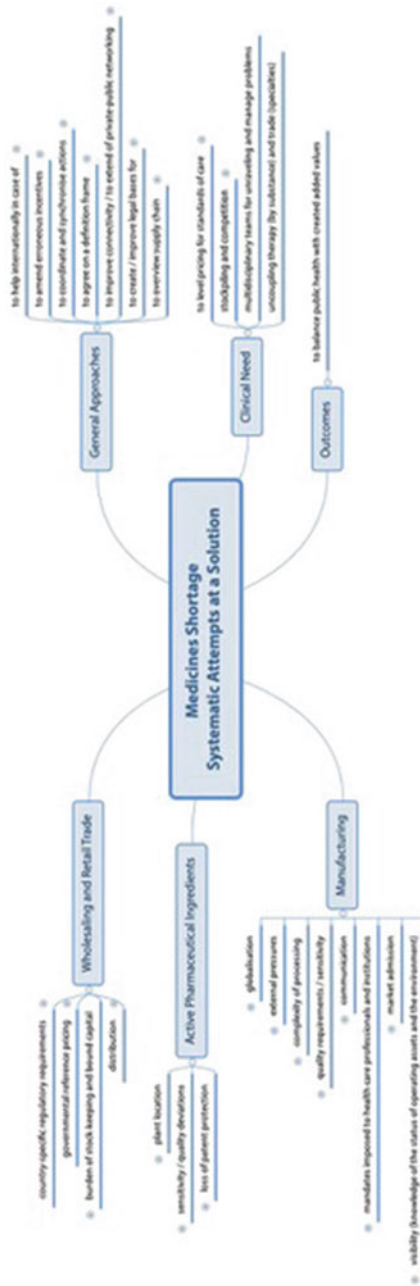 Medicines Shortage
Systematic Attempts at a Solution
General Approaches
to help internationally in case of
to amend erroneous incentives
to coordinate and synchronise actions
to agree on a definition frame
to improve connectivity / to extend of private-public networking
to create / improve legal bases for
to overview supply chain
Clinical Need
to level pricing for standards of care
stockpiling and competition
multidisciplinary teams for unraveling and manage problems
uncoupling therapy (by substance) and trade (specialties)
Outcomes
to balance public health with created added values
Wholesaling and Retail Trade
country-specific regulatory requirements
governmental reference pricing
burden of stock keeping and bound capital
distribution
Active Pharmaceutical Ingredients
plant location
sensitivity / quality deviations
loss of patent protection
Manufacturing
globalisation
external pressures
complexity of processing
quality requirements / sensitivity
communication
mandates imposed to health care professionals and institutions
market admission
visibility (knowledge of the status of operating assets and the environment)